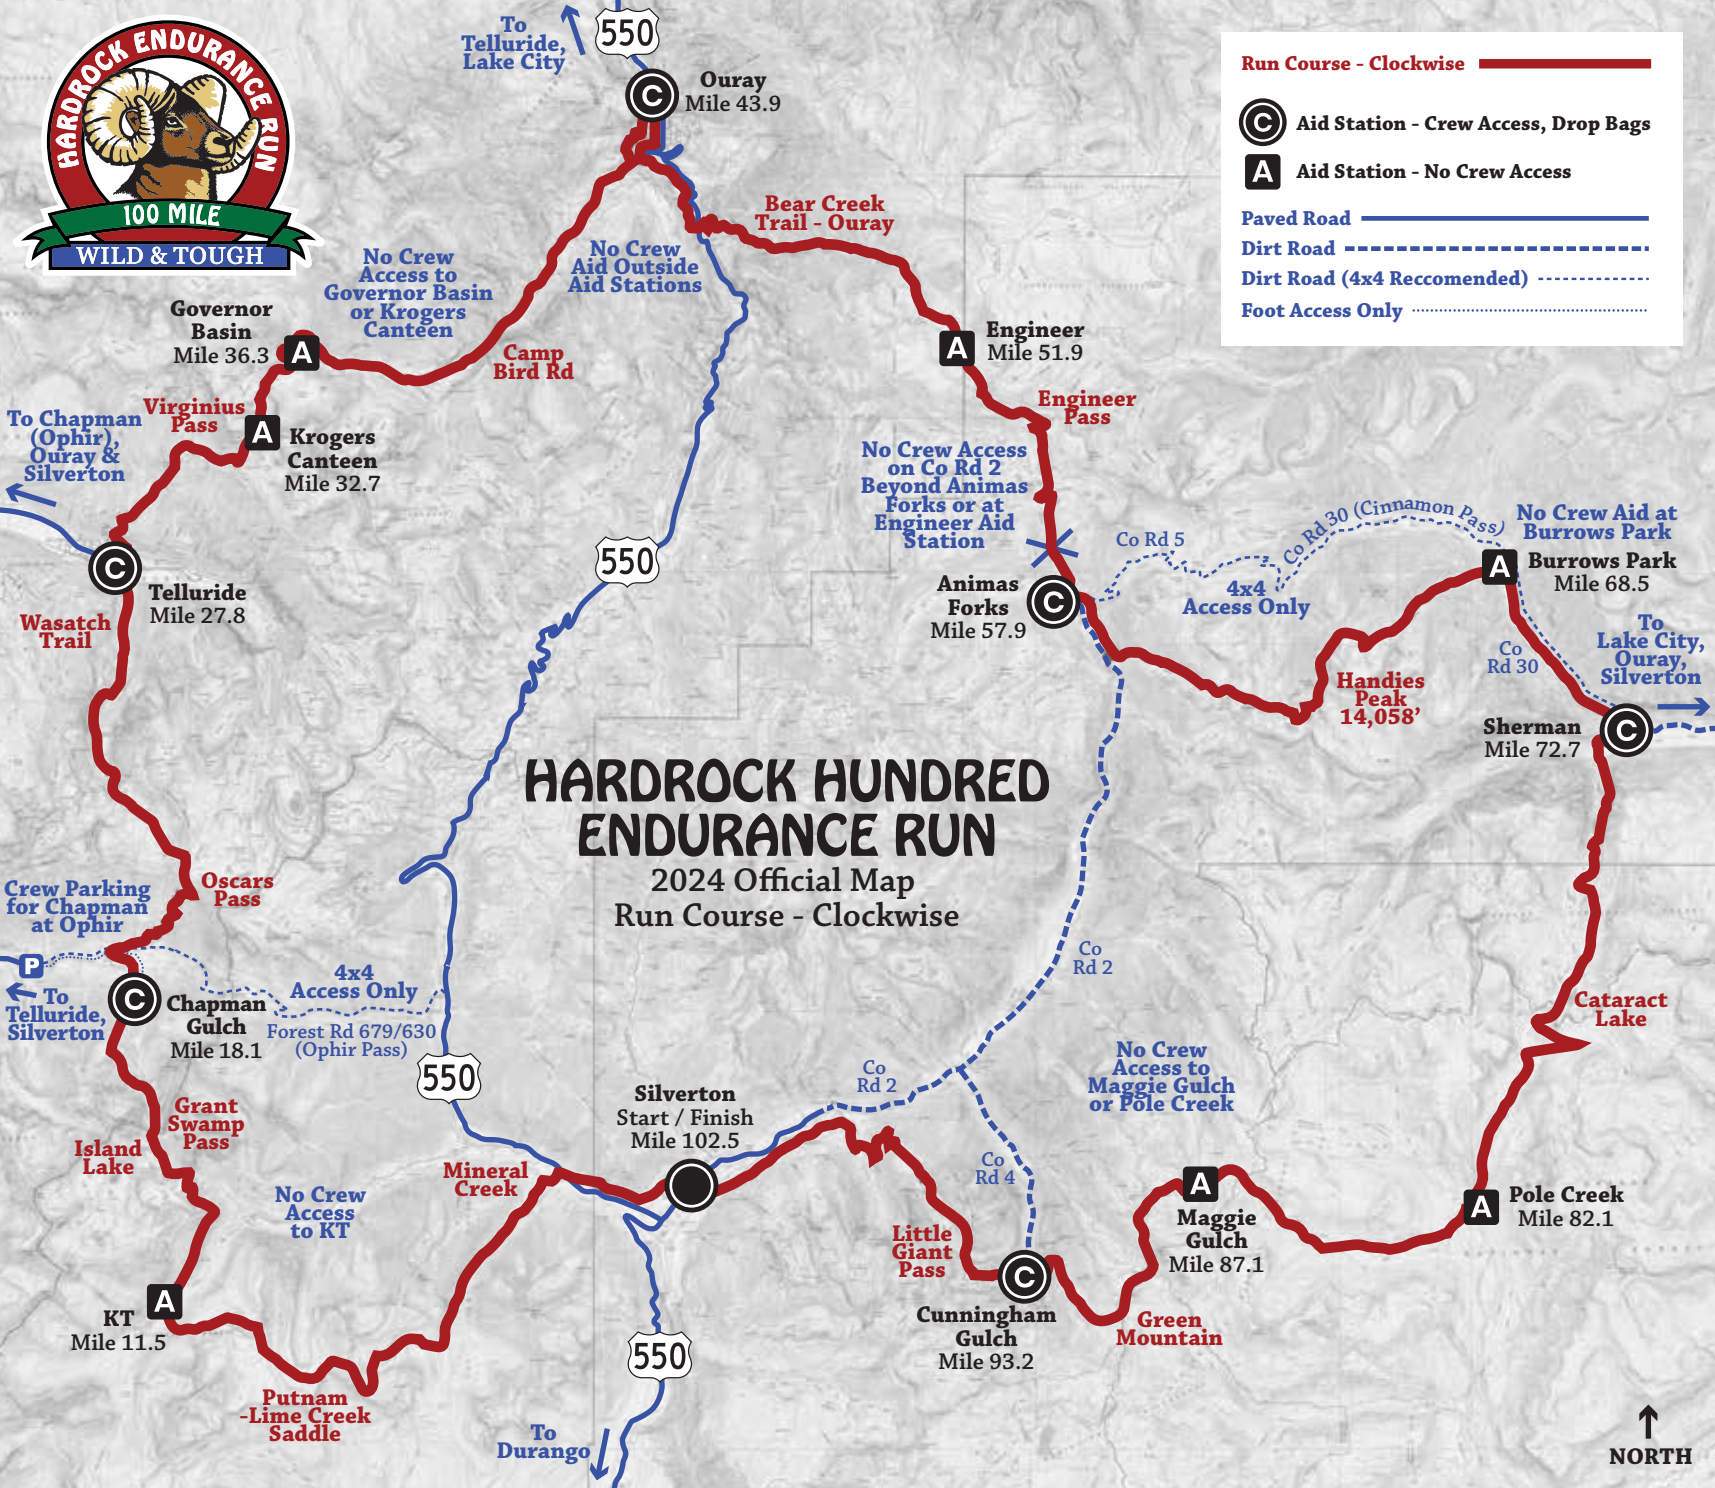 HARDROCK ENDURANCE RUN
100 MILE
WILD & TOUGH
To
Telluride,
Lake City
550
C
Ouray
Mile 43.9
Run Course - Clockwise
C
Aid Station - Crew Access, Drop Bags
A
Aid Station - No Crew Access
Paved Road
Dirt Road
Dirt Road (4x4 Reccomended)
Foot Access Only
Bear Creek
Trail - Ouray
No Crew
Access to
Governor Basin
or Krogers
Canteen
No Crew
Aid Outside
Aid Stations
Governor
Basin
Mile 36.3
A
Camp
Bird Rd
A
Engineer
Mile 51.9
Engineer
Pass
Virginius
Pass
A
Krogers
Canteen
Mile 32.7
To Chapman
(Ophir),
Ouray &
Silverton
No Crew Access
on Co Rd 2
Beyond Animas
Forks or at
Engineer Aid
Station
Co Rd 5
Co Rd 30 (Cinnamon Pass)
4x4
Access Only
No Crew Aid at
Burrows Park
A
Burrows Park
Mile 68.5
C
Telluride
Mile 27.8
Wasatch
Trail
550
Animas
Forks
Mile 57.9
C
Co
Rd 30
To
Lake City,
Ouray,
Silverton
Handies
Peak
14,058’
Sherman
Mile 72.7
C
HARDROCK HUNDRED
ENDURANCE RUN
2024 Official Map
Run Course - Clockwise
Oscars
Pass
Crew Parking
for Chapman
at Ophir
P
To
Telluride,
Silverton
C
Chapman
Gulch
Mile 18.1
4x4
Access Only
Forest Rd 679/630
(Ophir Pass)
550
Co
Rd 2
Cataract
Lake
Co
Rd 2
No Crew
Access to
Maggie Gulch
or Pole Creek
Grant
Swamp
Pass
Island
Lake
Silverton
Start / Finish
Mile 102.5
Mineral
Creek
No Crew
Access
to KT
Co
Rd 4
A
Maggie
Gulch
Mile 87.1
A
Pole Creek
Mile 82.1
Little
Giant
Pass
A
KT
Mile 11.5
C
Cunningham
Gulch
Mile 93.2
Green
Mountain
550
Putnam
-Lime Creek
Saddle
To
Durango
NORTH